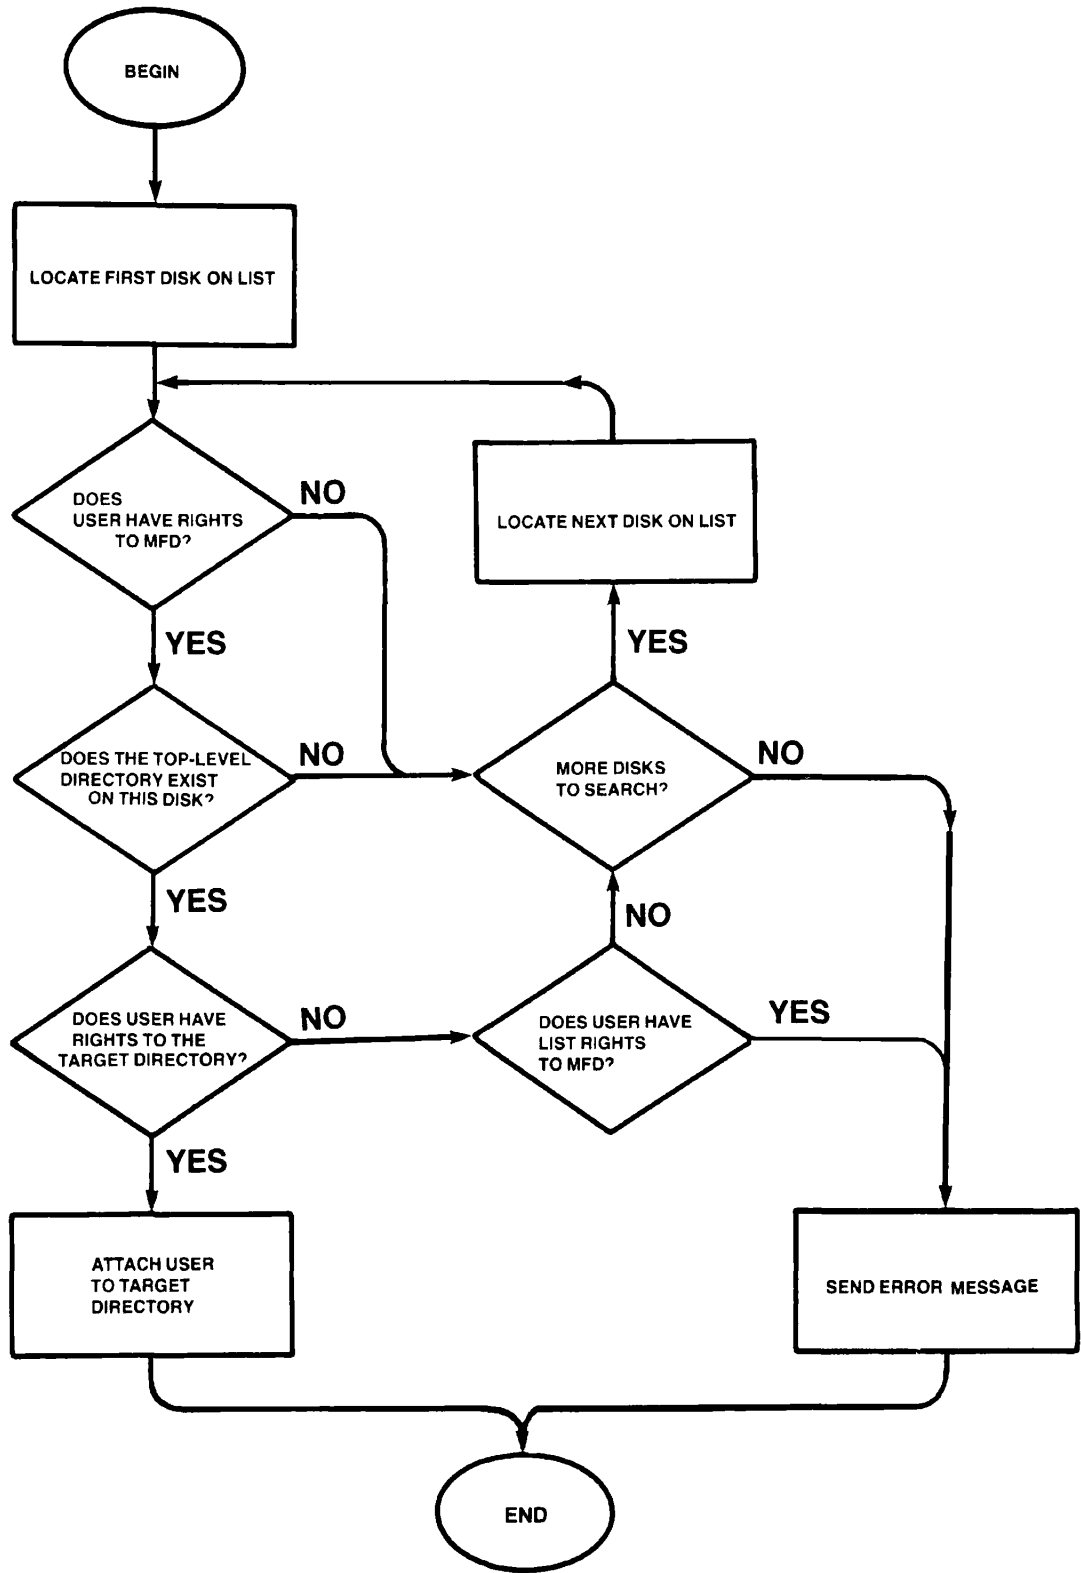 BEGIN
LOCATE FIRST DISK ON LIST
DOES
USER HAVE RIGHTS
TO MFD?
NO
LOCATE NEXT DISK ON LIST
YES
YES
DOES THE TOP-LEVEL
DIRECTORY EXIST
ON THIS DISK?
NO
MORE DISKS
TO SEARCH?
NO
YES
NO
DOES USER HAVE
RIGHTS TO THE
TARGET DIRECTORY?
NO
DOES USER HAVE
LIST RIGHTS
TO MFD?
YES
YES
ATTACH USER
TO TARGET
DIRECTORY
SEND ERROR MESSAGE
END